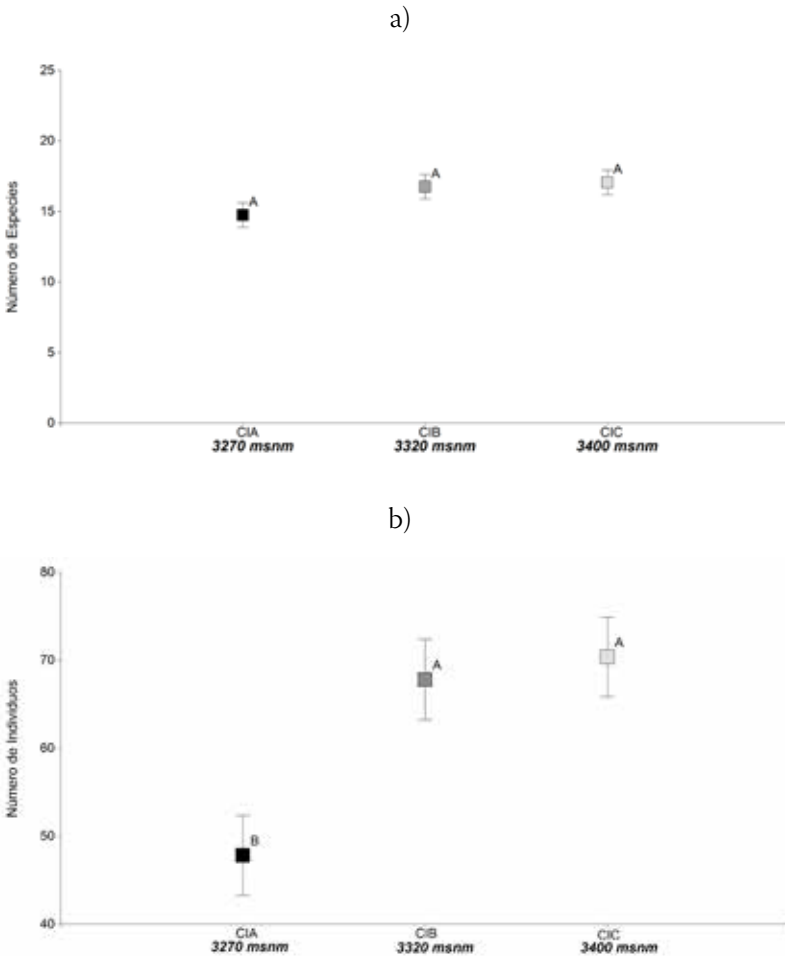 a)
25
20
15
10
5
0
Número de Especies
A
A
A
CIA
3270 msnm
CIB
3320 msnm
CIC
3400 msnm
b)
80
70
60
50
40
Número de Individuos
B
A
A
CIA
3270 msnm
CIB
3320 msnm
CIC
3400 msnm